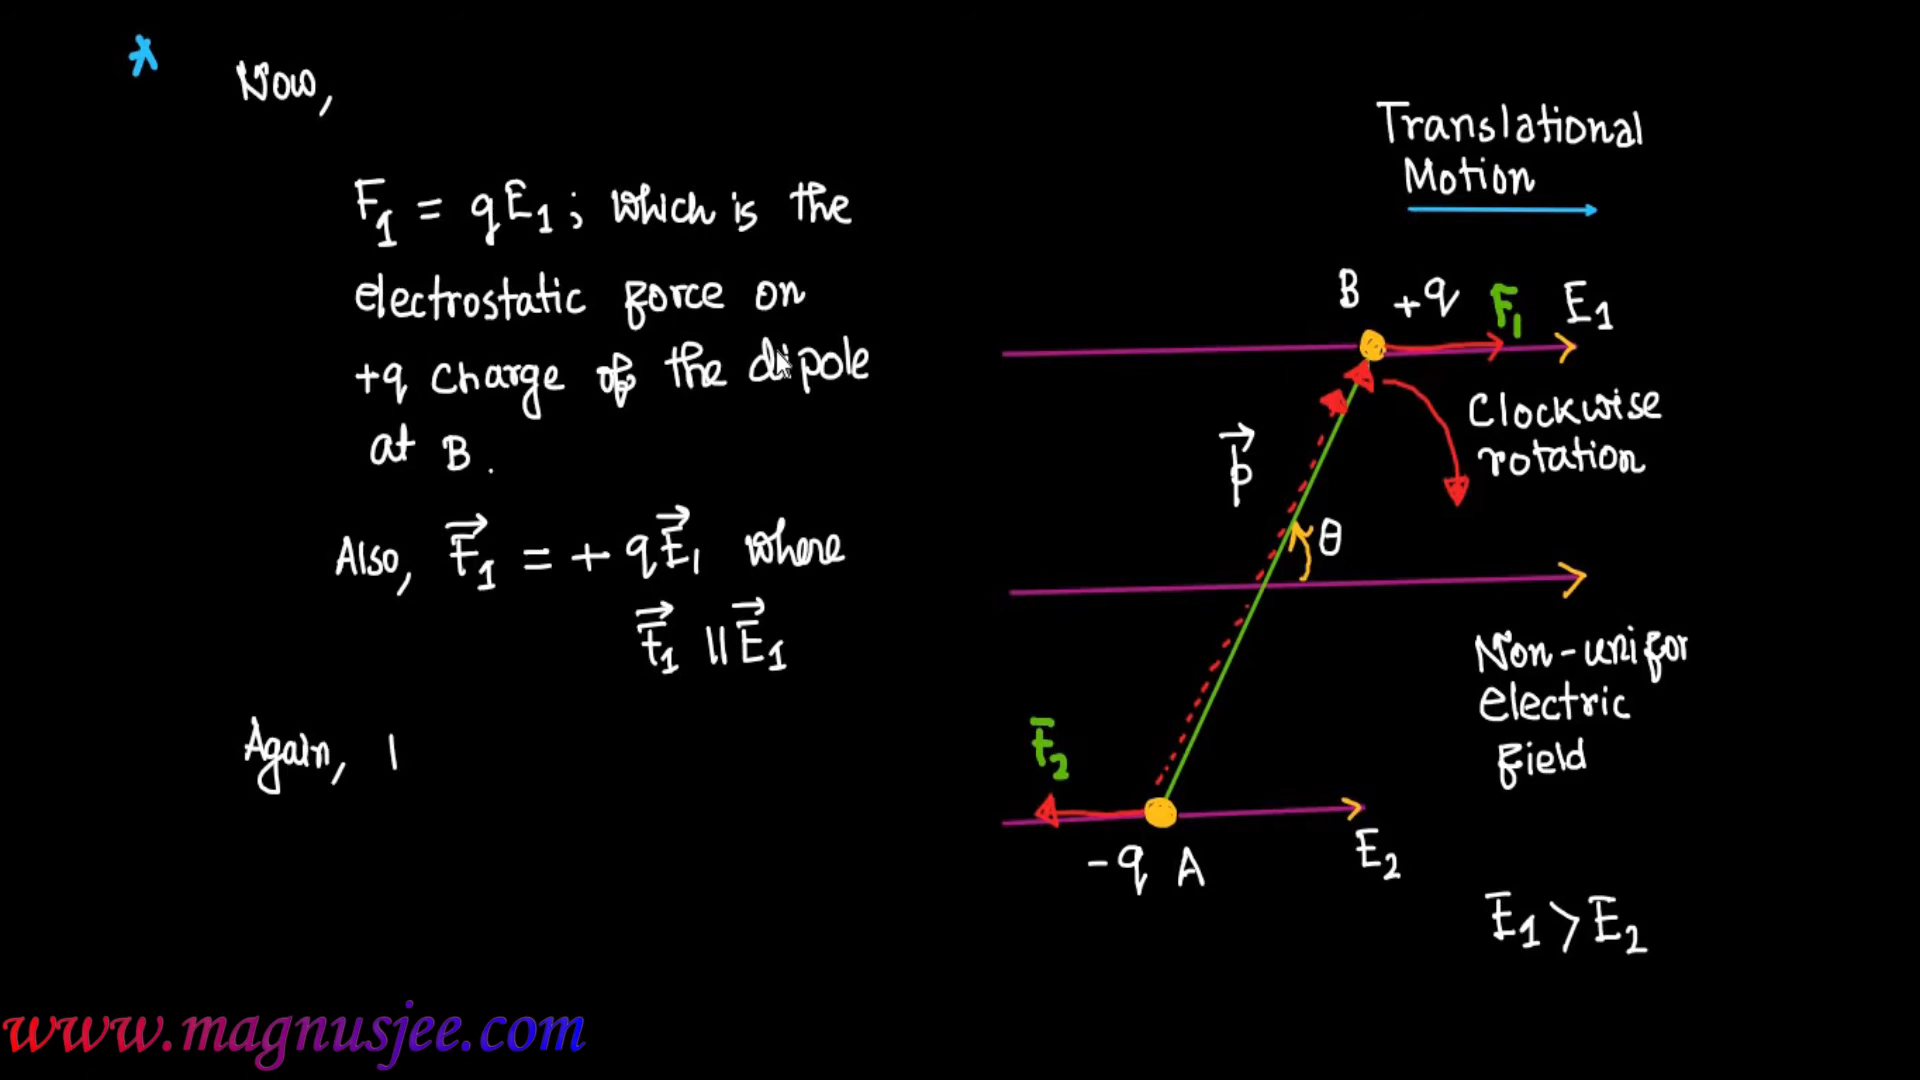 Now,
F₁ = qE₁; which is the
electrostatic force on
+q charge of the dipole
at B.
Also, F⃗₁ = + qE⃗₁ where
F⃗₁ || E⃗₁
Again,
Translational
Motion
B +q F₁ E₁
Clockwise
rotation
p⃗
θ
Non-unifor
electric
field
F₂
E₂
-q A
E₁ > E₂
www.magnusjee.com